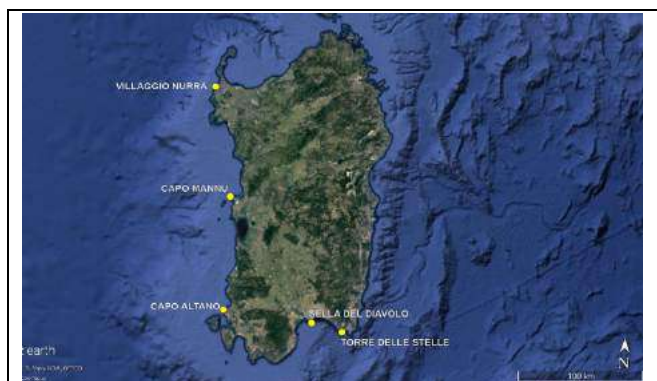 VILLAGGIO NURRA
CAPO MANNU
CAPO ALTANO
SELLA DEL DIAVOLO
TORRE DELLE STELLE
earth
N
100 km